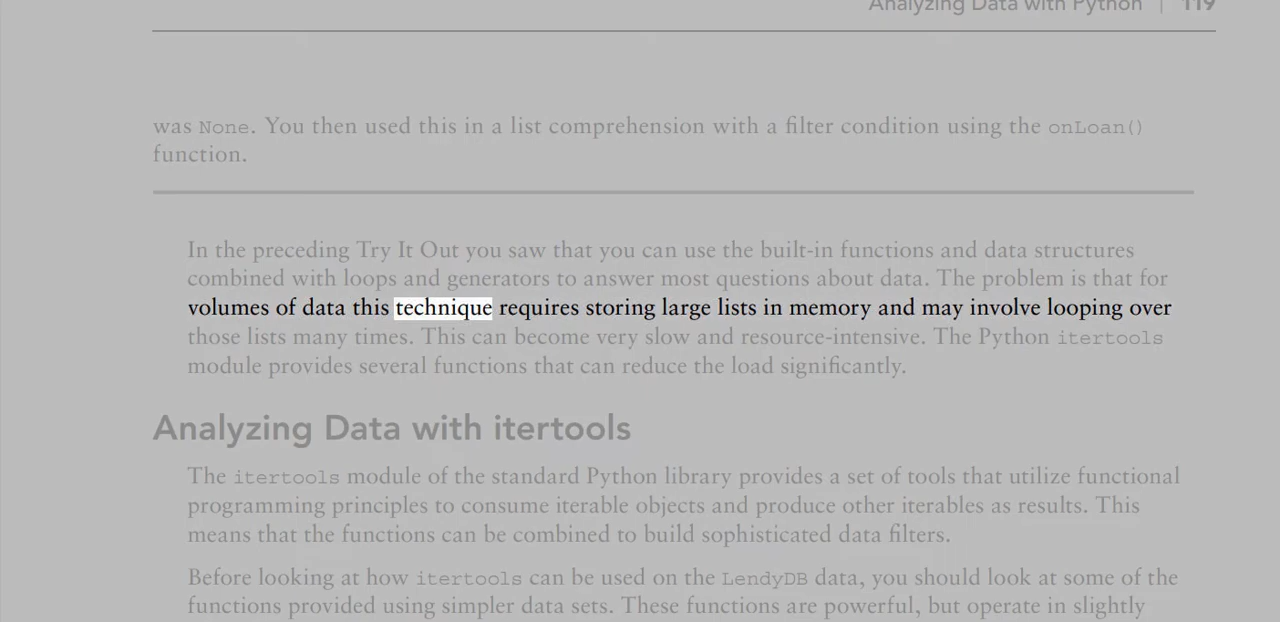 Analyzing Data with Python | 119
was None. You then used this in a list comprehension with a filter condition using the onLoan()
function.
In the preceding Try It Out you saw that you can use the built-in functions and data structures
combined with loops and generators to answer most questions about data. The problem is that for
volumes of data this technique requires storing large lists in memory and may involve looping over
those lists many times. This can become very slow and resource-intensive. The Python itertools
module provides several functions that can reduce the load significantly.
Analyzing Data with itertools
The itertools module of the standard Python library provides a set of tools that utilize functional
programming principles to consume iterable objects and produce other iterables as results. This
means that the functions can be combined to build sophisticated data filters.
Before looking at how itertools can be used on the LendyDB data, you should look at some of the
functions provided using simpler data sets. These functions are powerful, but operate in slightly